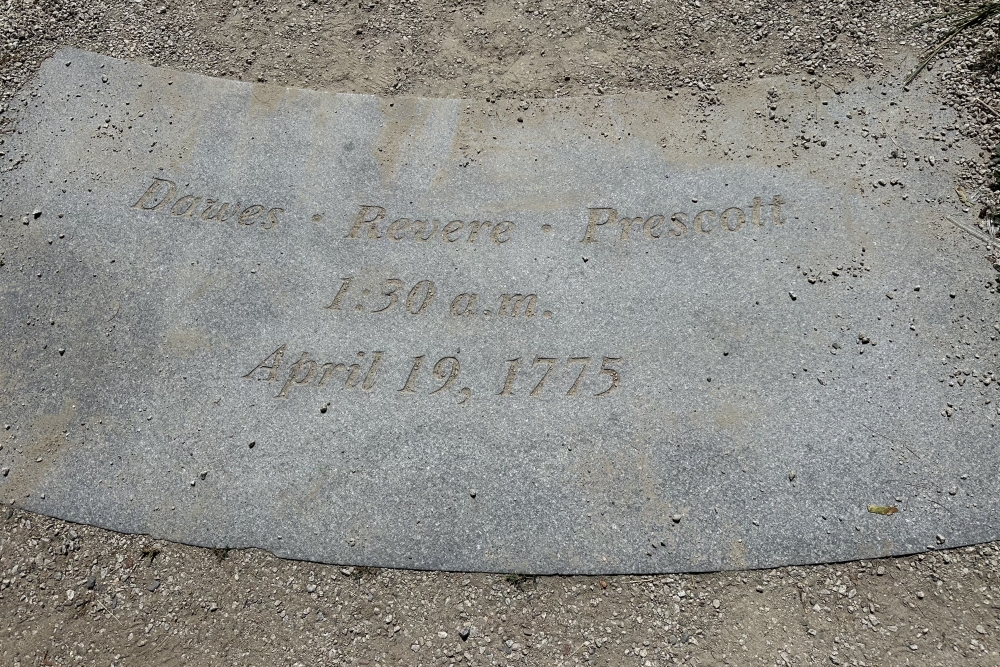 Dawes · Revere · Prescott
1:30 a.m.
April 19, 1775